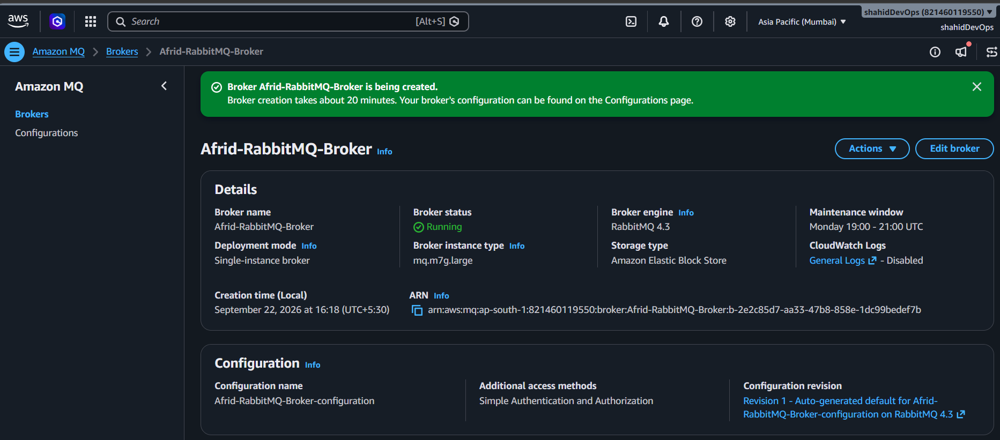 aws
Search [Alt+S]
Asia Pacific (Mumbai)
shahidDevOps (821460119550)
shahidDevOps
Amazon MQ
Brokers
Afrid-RabbitMQ-Broker
Amazon MQ
Brokers
Configurations
Broker Afrid-RabbitMQ-Broker is being created.
Broker creation takes about 20 minutes. Your broker's configuration can be found on the Configurations page.
Afrid-RabbitMQ-Broker Info
Actions
Edit broker
Details
Broker name
Afrid-RabbitMQ-Broker
Deployment mode Info
Single-instance broker
Broker status
Running
Broker instance type Info
mq.m7g.large
Broker engine Info
RabbitMQ 4.3
Storage type
Amazon Elastic Block Store
Maintenance window
Monday 19:00 - 21:00 UTC
CloudWatch Logs
General Logs - Disabled
Creation time (Local)
September 22, 2026 at 16:18 (UTC+5:30)
ARN Info
arn:aws:mq:ap-south-1:821460119550:broker:Afrid-RabbitMQ-Broker:b-2e2c85d7-aa33-47b8-858e-1dc99bedef7b
Configuration Info
Configuration name
Afrid-RabbitMQ-Broker-configuration
Additional access methods
Simple Authentication and Authorization
Configuration revision
Revision 1 - Auto-generated default for Afrid-
RabbitMQ-Broker-configuration on RabbitMQ 4.3